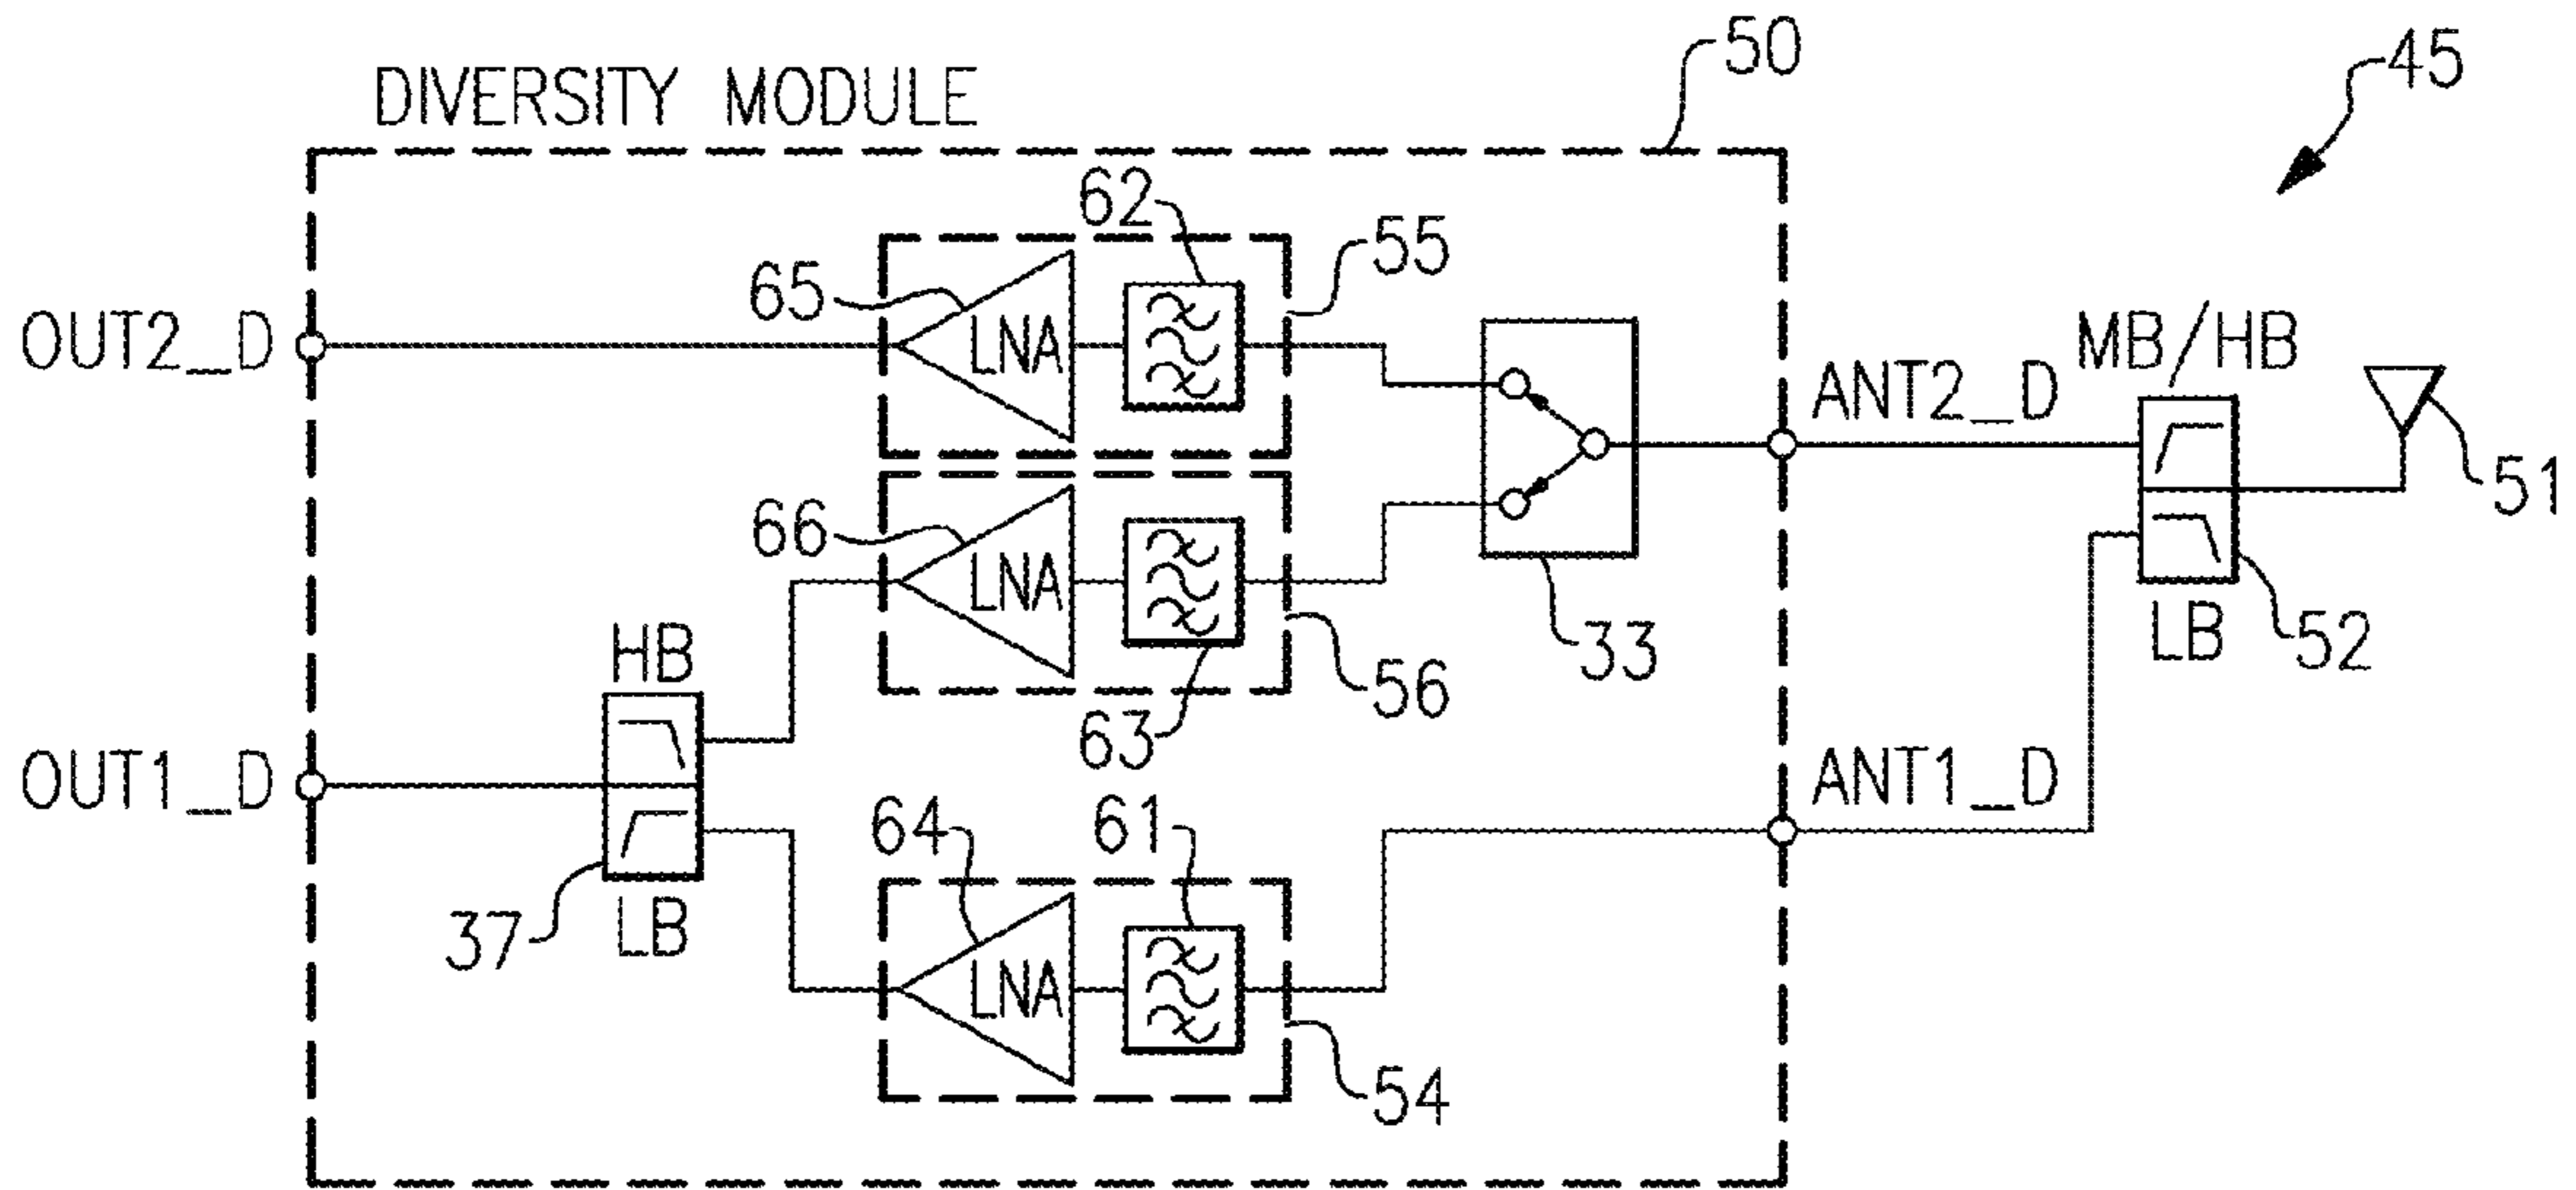 50
45
DIVERSITY MODULE
62
55
65
LNA
OUT2_D
MB/HB
ANT2_D
51
66
LNA
33
LB
52
HB
56
63
OUT1_D
ANT1_D
64
61
37
LB
LNA
54